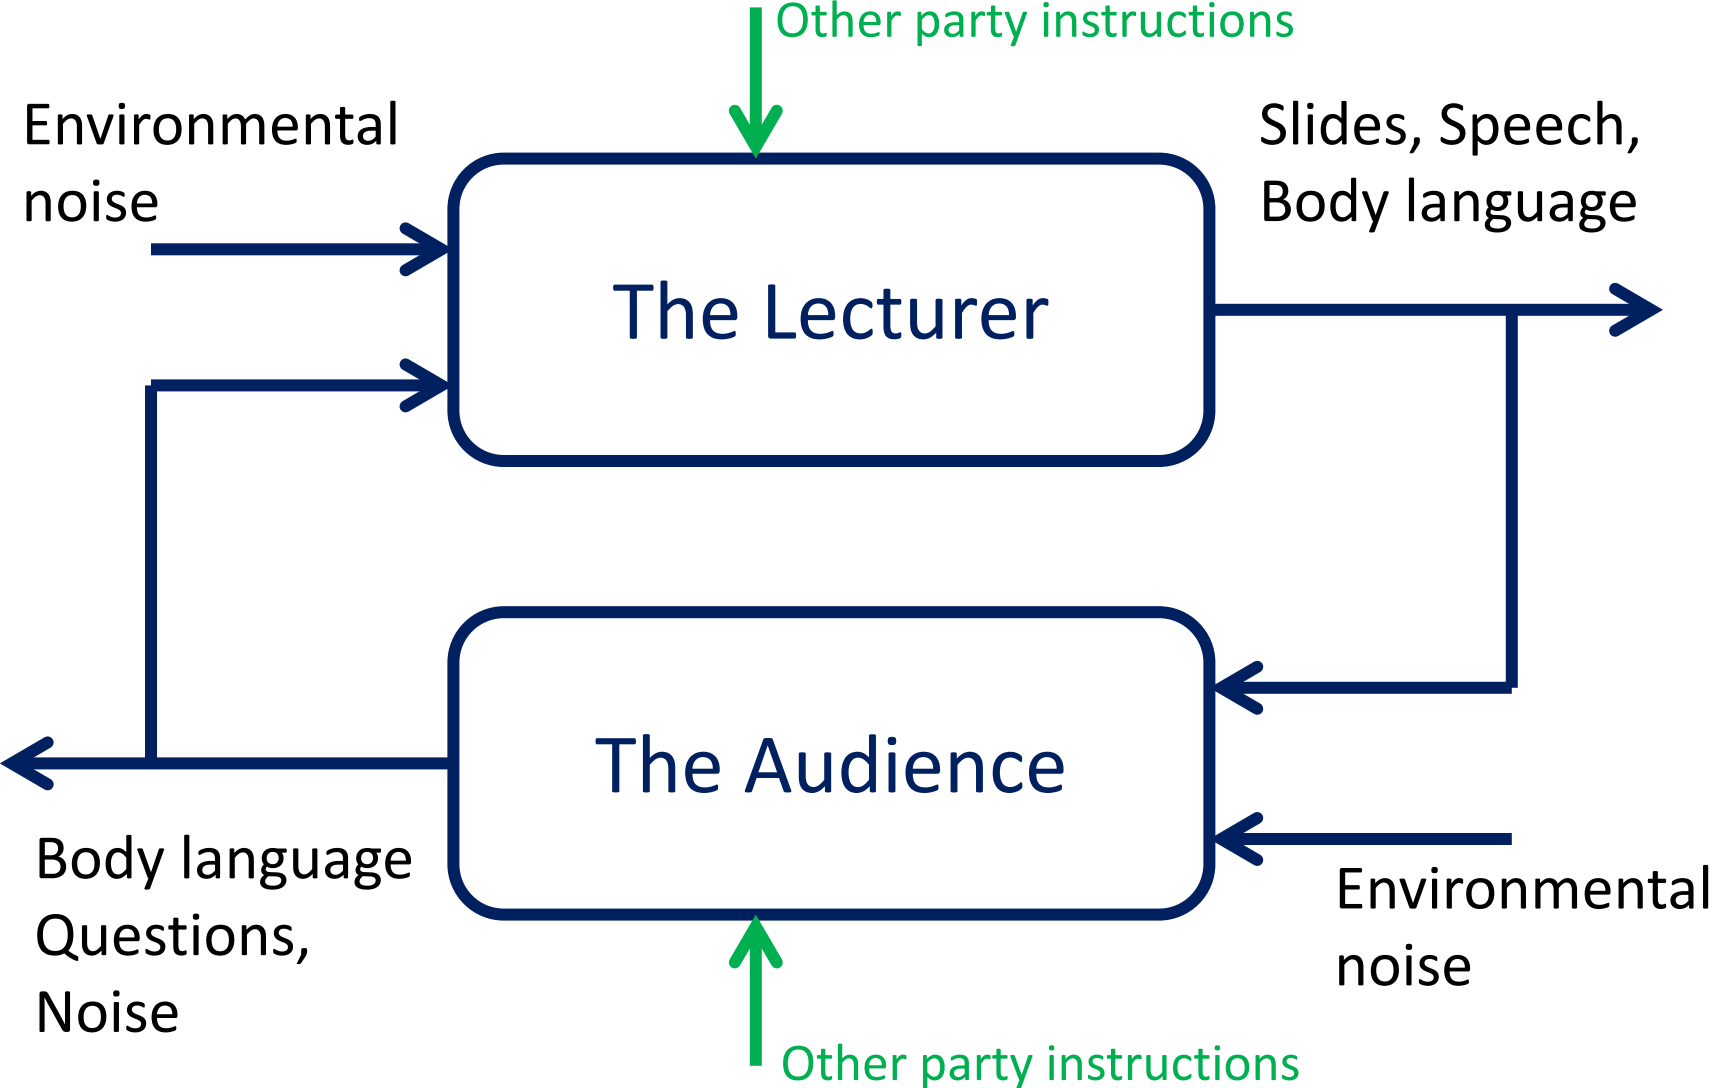 Other party instructions
Environmental
noise
Slides, Speech,
Body language
The Lecturer
The Audience
Body language
Questions,
Noise
Environmental
noise
Other party instructions